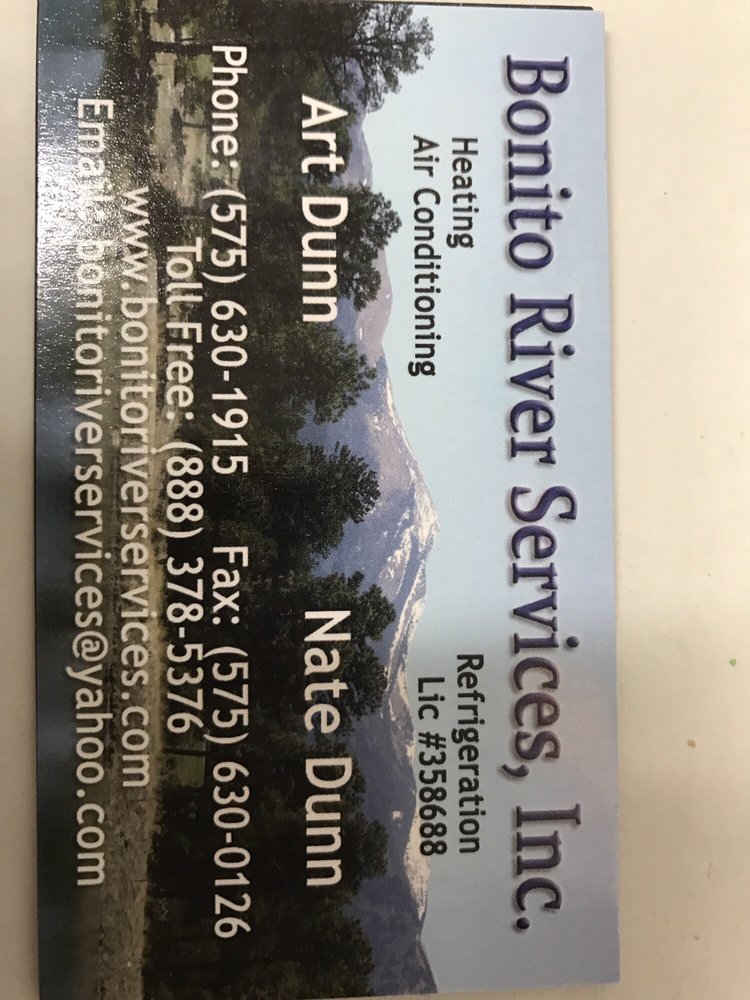 Bonito River Services, Inc.
Heating Refrigeration
Air Conditioning Lic #358688
Art Dunn Nate Dunn
Phone: (575) 630-1915 Fax: (575) 630-0126
Toll Free: (888) 378-5376
www.bonitoriverservices.com
Email: bonitoriverservices@yahoo.com